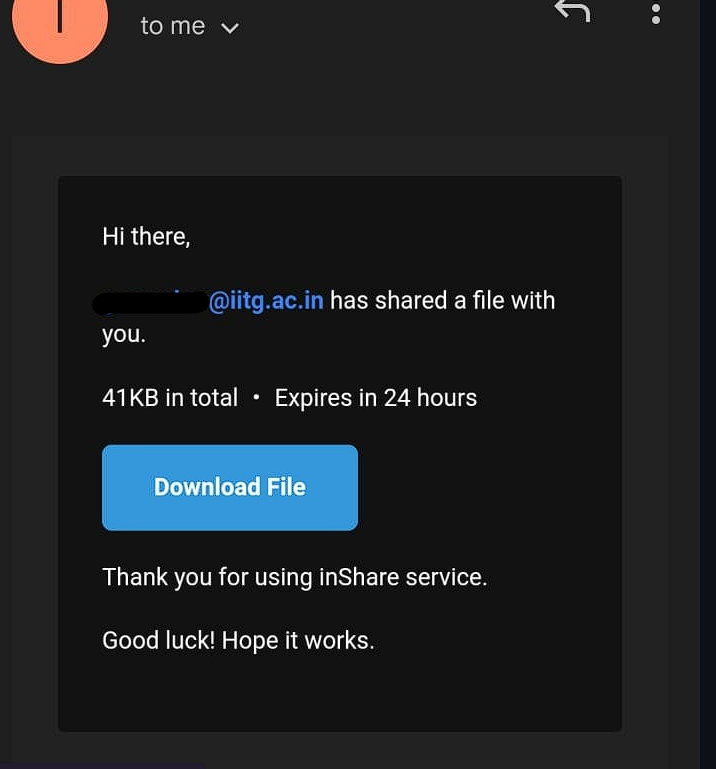 to me
Hi there,
@iitg.ac.in has shared a file with
you.
41KB in total • Expires in 24 hours
Download File
Thank you for using inShare service.
Good luck! Hope it works.